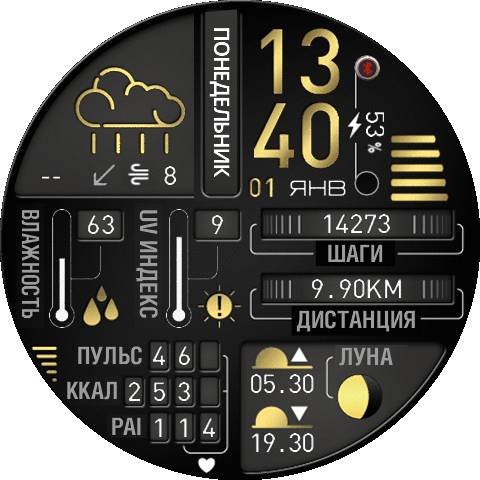 ПОНЕДЕЛЬНИК
13
40
53 %
01 ЯНВ
-- 8
ВЛАЖНОСТЬ
63
UV ИНДЕКС
9
14273
ШАГИ
9.90KM
ДИСТАНЦИЯ
ПУЛЬС 46
ККАЛ 253
PAI 114
ЛУНА
05.30
19.30